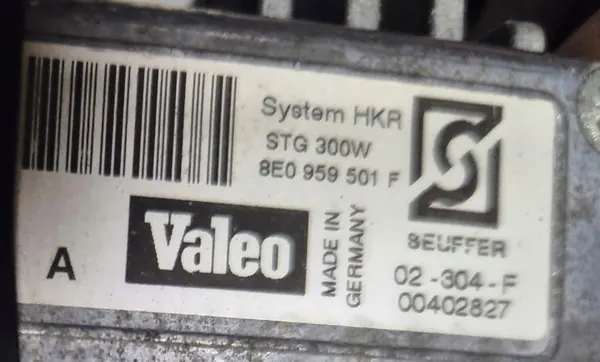 System HKR
STG 300W
8E0 959 501 F
SEUFFER
A
Valeo
MADE IN
GERMANY
02-304-F
00402827